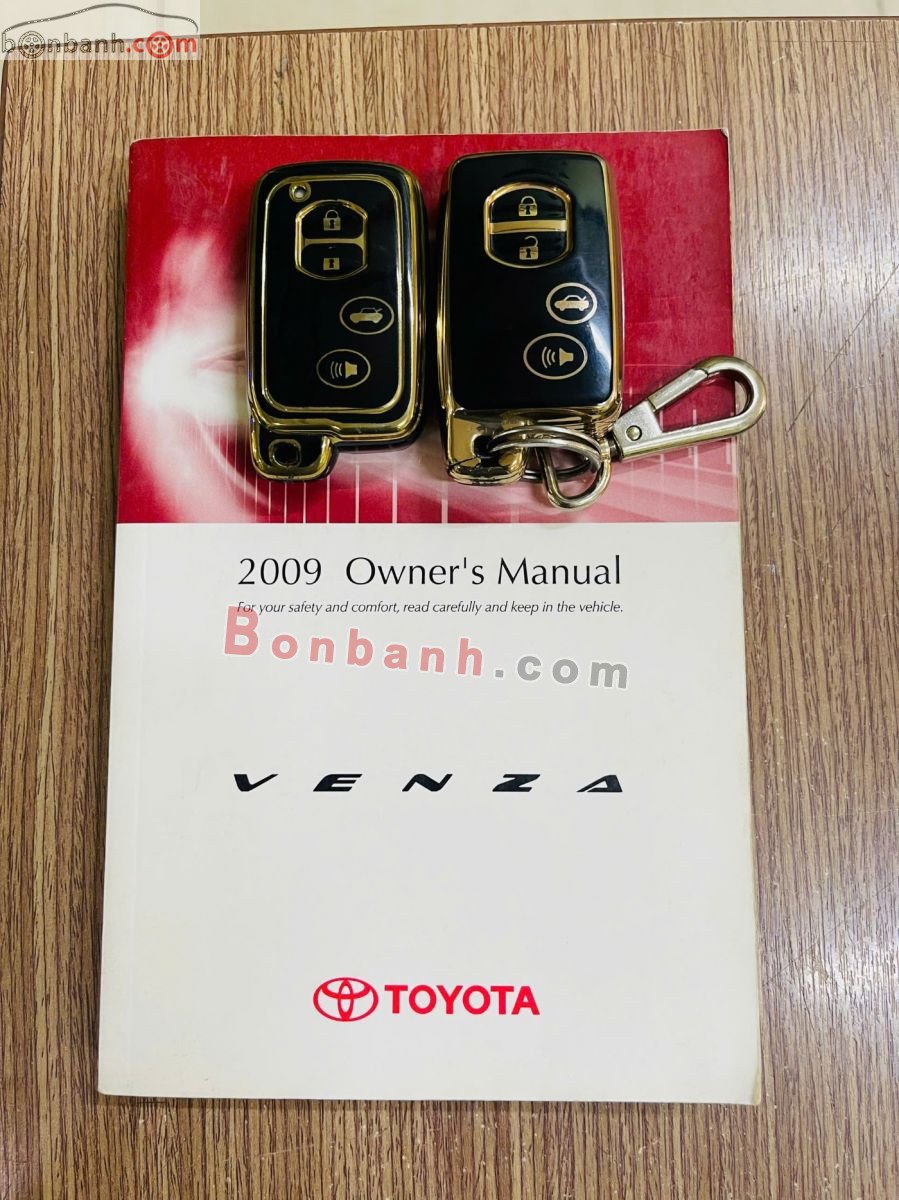 bonbanh.com
2009 Owner's Manual
For your safety and comfort, read carefully and keep in the vehicle.
Bonbanh.com
VENZA
TOYOTA